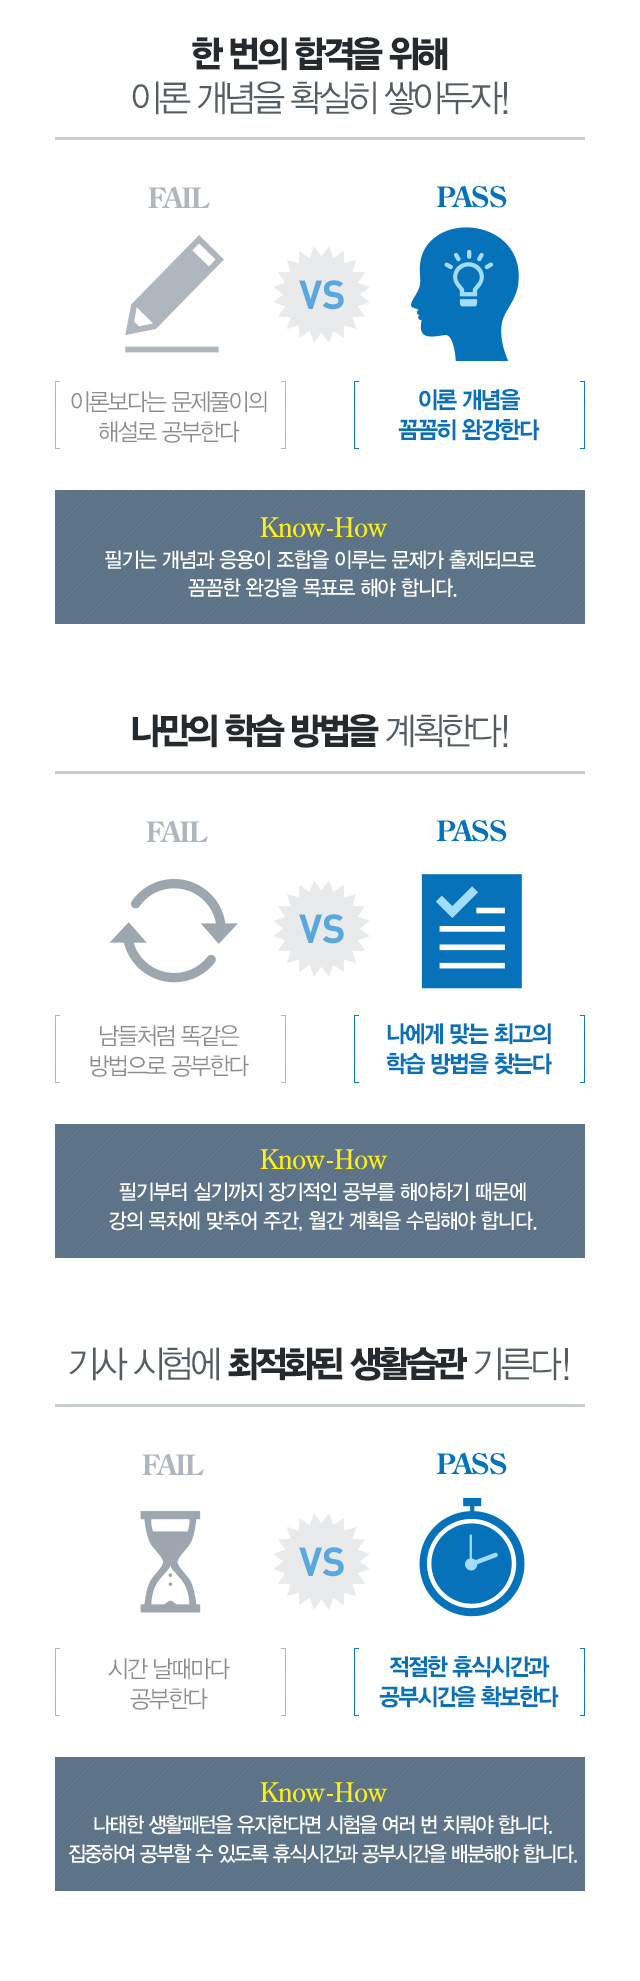 한 번의 합격을 위해
이론 개념을 확실히 쌓아두자!
FAIL
PASS
VS
이론보다는 문제풀이의
해설로 공부한다
이론 개념을
꼼꼼히 완강한다
Know-How
필기는 개념과 응용이 조합을 이루는 문제가 출제되므로
꼼꼼한 완강을 목표로 해야 합니다.
나만의 학습 방법을 계획한다!
FAIL
PASS
VS
남들처럼 똑같은
방법으로 공부한다
나에게 맞는 최고의
학습 방법을 찾는다
Know-How
필기부터 실기까지 장기적인 공부를 해야하기 때문에
강의 목차에 맞추어 주간, 월간 계획을 수립해야 합니다.
기사 시험에 최적화된 생활습관 기른다!
FAIL
PASS
VS
시간 날때마다
공부한다
적절한 휴식시간과
공부시간을 확보한다
Know-How
나태한 생활패턴을 유지한다면 시험을 여러 번 치뤄야 합니다.
집중하여 공부할 수 있도록 휴식시간과 공부시간을 배분해야 합니다.